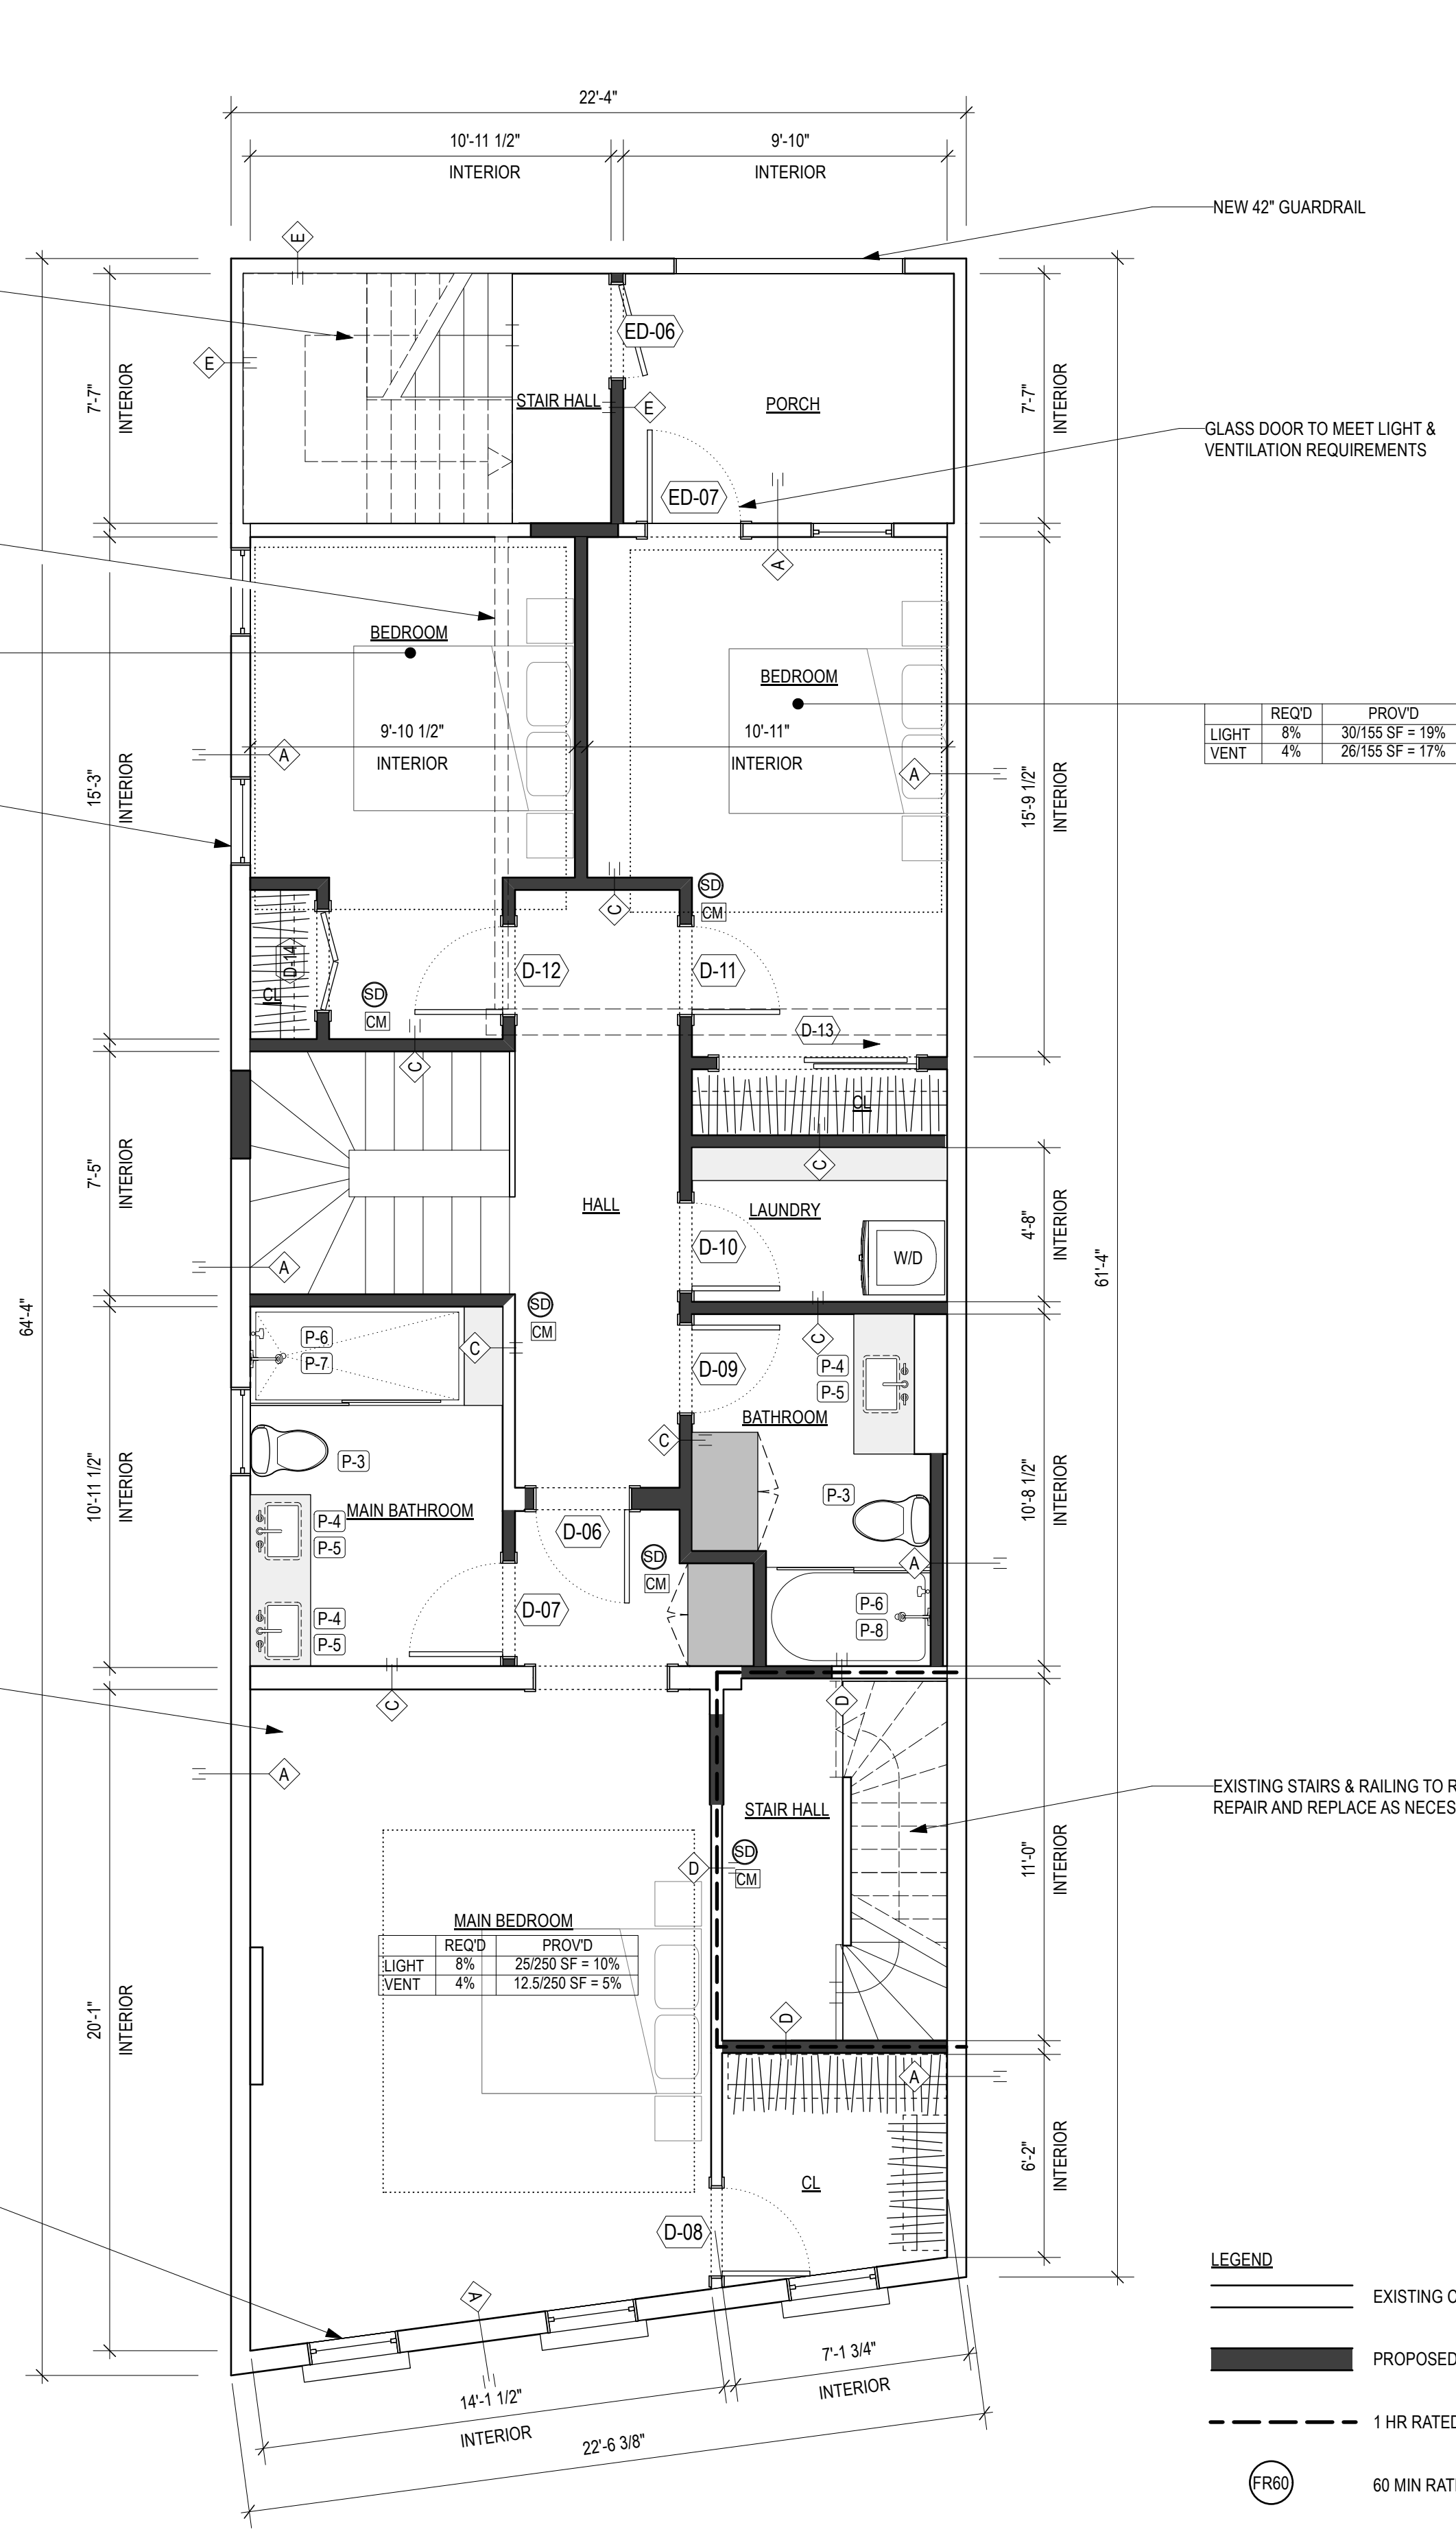 22'-4"
10'-11 1/2"
INTERIOR
9'-10"
INTERIOR
NEW 42" GUARDRAIL
E
E
ED-06
7'-7"
INTERIOR
STAIR HALL
E
PORCH
7'-7"
INTERIOR
GLASS DOOR TO MEET LIGHT &
VENTILATION REQUIREMENTS
ED-07
A
BEDROOM
BEDROOM
REQ'D PROV'D
LIGHT 8% 30/155 SF = 19%
VENT 4% 26/155 SF = 17%
9'-10 1/2"
INTERIOR
10'-11"
INTERIOR
A
A
15'-3"
INTERIOR
15'-9 1/2"
INTERIOR
SD
CM
C
D-14
CL
SD
CM
D-12
D-11
D-13
C
CL
C
7'-5"
INTERIOR
HALL
LAUNDRY
4'-8"
INTERIOR
D-10
W/D
A
61'-4"
64'-4"
SD
CM
P-6
P-7
C
C
D-09
P-4
P-5
BATHROOM
C
P-3
10'-11 1/2"
INTERIOR
10'-8 1/2"
INTERIOR
P-3
MAIN BATHROOM
P-4
P-5
D-06
SD
CM
A
P-4
P-5
D-07
P-6
P-8
C
D
A
STAIR HALL
EXISTING STAIRS & RAILING TO R
REPAIR AND REPLACE AS NECES
SD
CM
D
11'-0"
INTERIOR
MAIN BEDROOM
REQ'D PROV'D
LIGHT 8% 25/250 SF = 10%
VENT 4% 12.5/250 SF = 5%
20'-1"
INTERIOR
D
A
6'-2"
INTERIOR
CL
D-08
A
7'-1 3/4"
INTERIOR
14'-1 1/2"
INTERIOR
22'-6 3/8"
LEGEND
EXISTING C
PROPOSED
1 HR RATED
FR60
60 MIN RAT